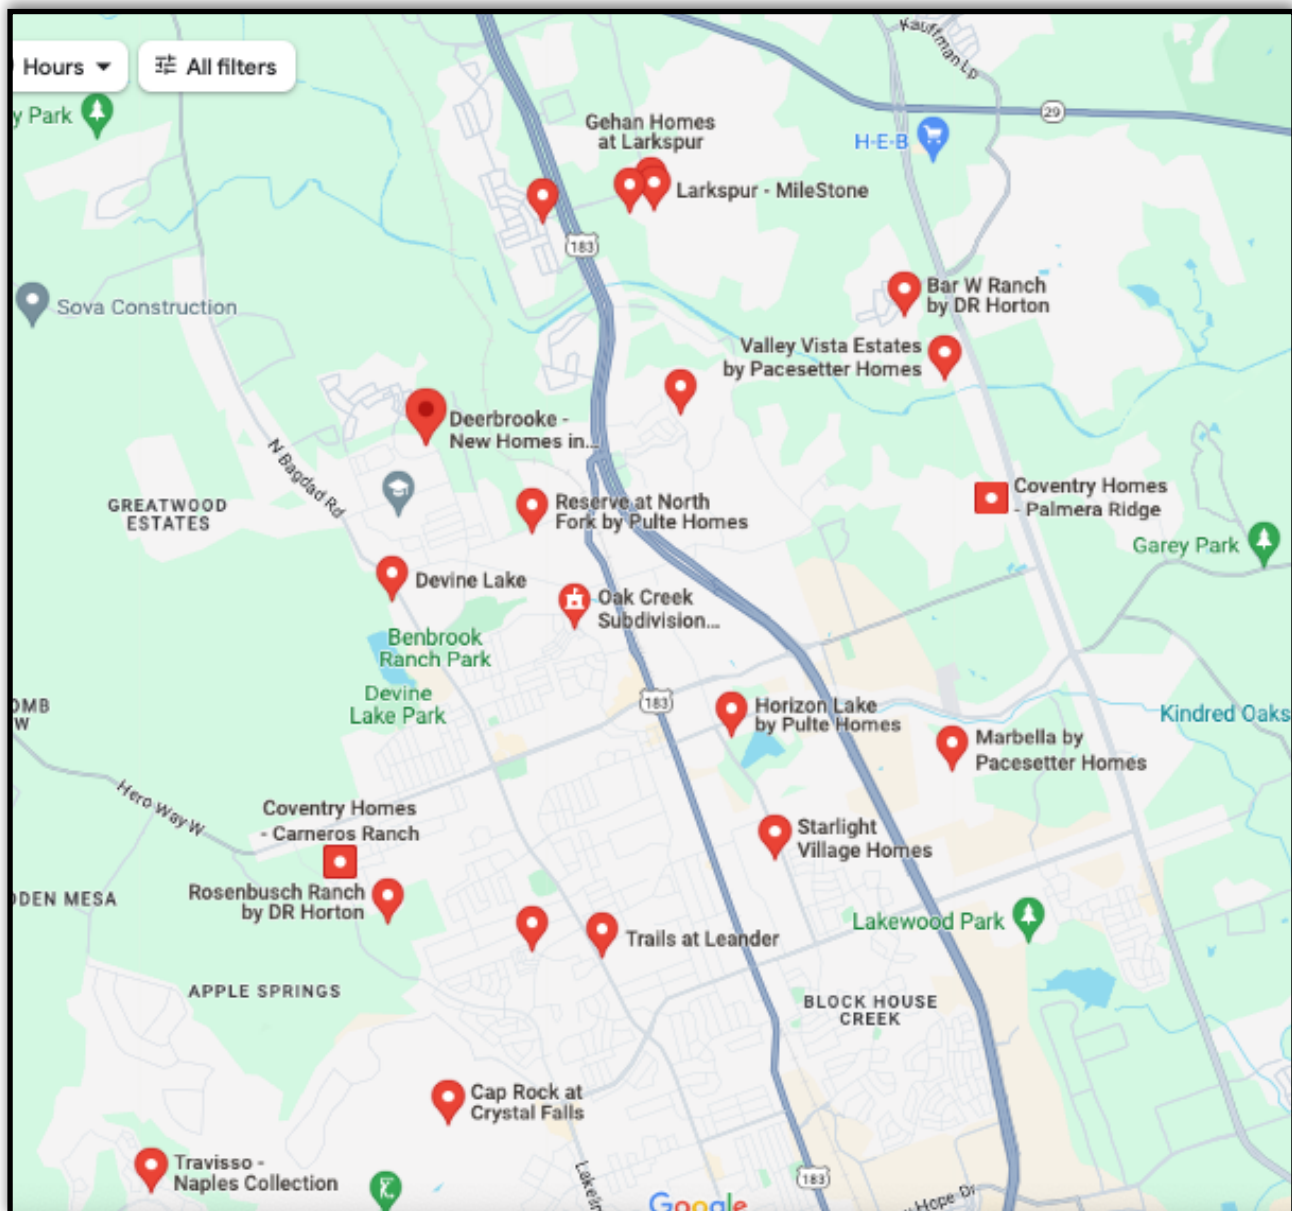 Hours
All filters
y Park
Kauffman Lp
29
H-E-B
Gehan Homes
at Larkspur
Larkspur - MileStone
183
Sova Construction
Bar W Ranch
by DR Horton
Valley Vista Estates
by Pacesetter Homes
Deerbrooke -
New Homes in...
N Bagdad Rd
GREATWOOD
ESTATES
Reserve at North
Fork by Pulte Homes
Coventry Homes
- Palmera Ridge
Garey Park
Devine Lake
Oak Creek
Subdivision...
Benbrook
Ranch Park
Devine
Lake Park
OMB
W
183
Horizon Lake
by Pulte Homes
Kindred Oaks
Marbella by
Pacesetter Homes
Hero Way W
Coventry Homes
- Carneros Ranch
Starlight
Village Homes
DDEN MESA
Rosenbusch Ranch
by DR Horton
Lakewood Park
Trails at Leander
APPLE SPRINGS
BLOCK HOUSE
CREEK
Cap Rock at
Crystal Falls
Travisso -
Naples Collection
183
Google
Hope Dr